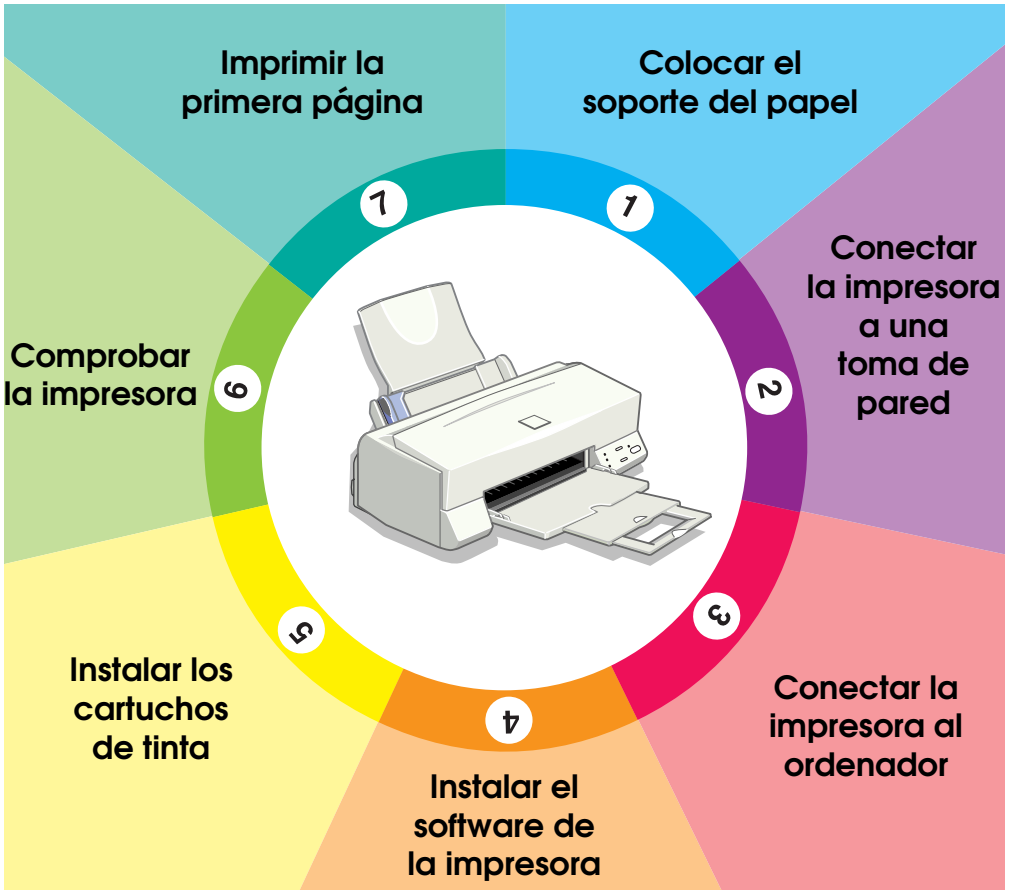 1
Colocar el
soporte del papel
2
Conectar
la impresora
a una
toma de
pared
3
Conectar la
impresora al
ordenador
4
Instalar el
software de
la impresora
5
Instalar los
cartuchos
de tinta
6
Comprobar
la impresora
7
Imprimir la
primera página